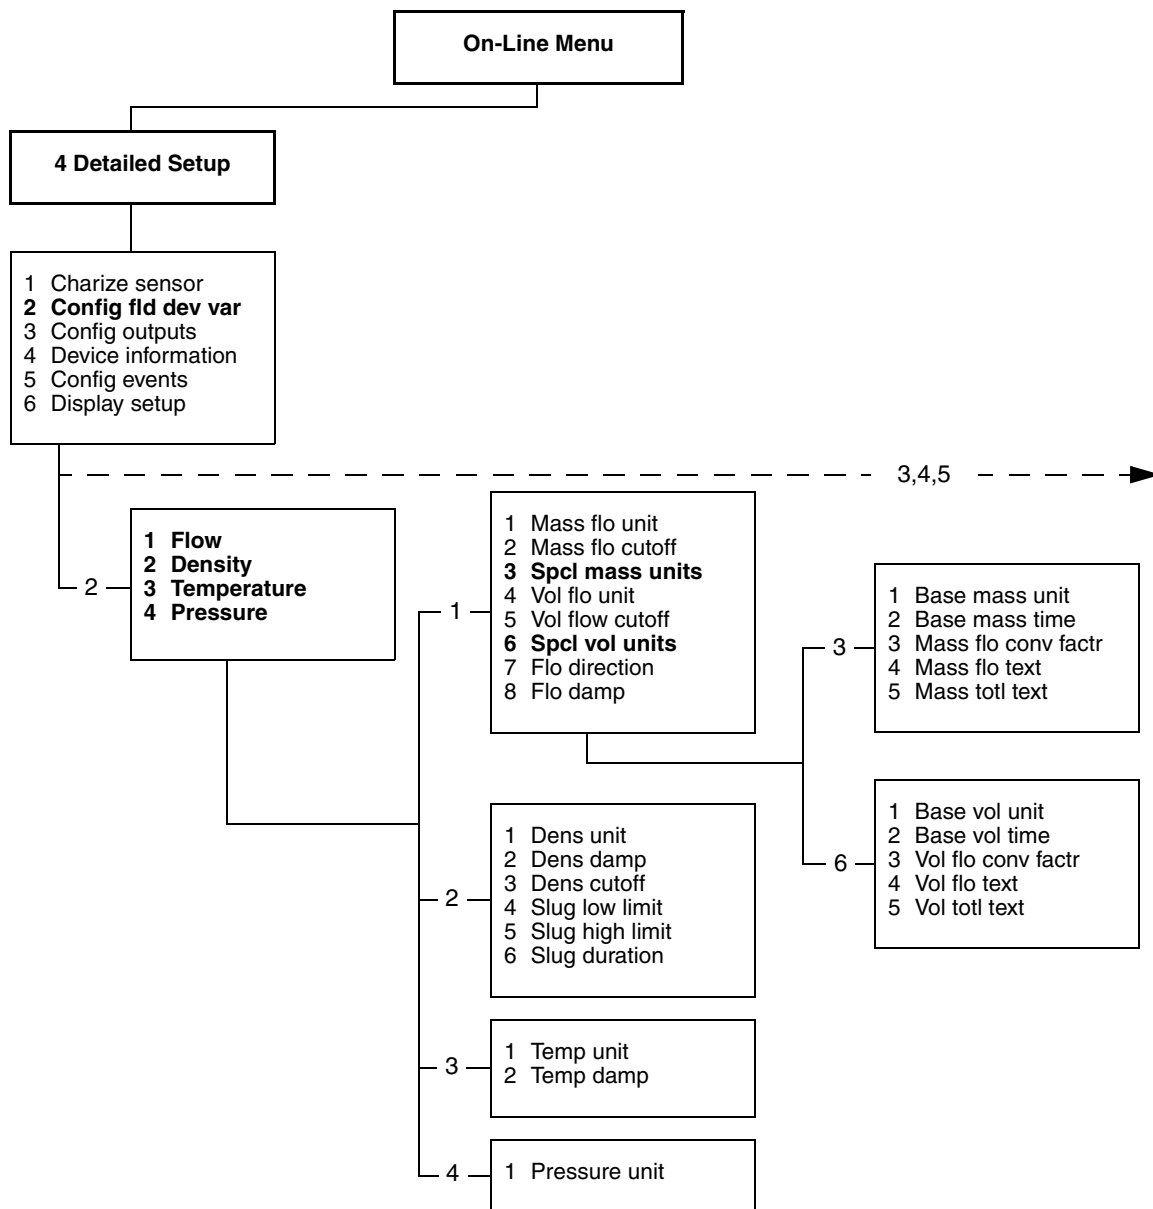 On-Line Menu
4 Detailed Setup
1 Charize sensor
2 Config fld dev var
3 Config outputs
4 Device information
5 Config events
6 Display setup
3,4,5
2
1 Flow
2 Density
3 Temperature
4 Pressure
1
1 Mass flo unit
2 Mass flo cutoff
3 Spcl mass units
4 Vol flo unit
5 Vol flow cutoff
6 Spcl vol units
7 Flo direction
8 Flo damp
3
1 Base mass unit
2 Base mass time
3 Mass flo conv factr
4 Mass flo text
5 Mass totl text
6
1 Base vol unit
2 Base vol time
3 Vol flo conv factr
4 Vol flo text
5 Vol totl text
2
1 Dens unit
2 Dens damp
3 Dens cutoff
4 Slug low limit
5 Slug high limit
6 Slug duration
3
1 Temp unit
2 Temp damp
4
1 Pressure unit